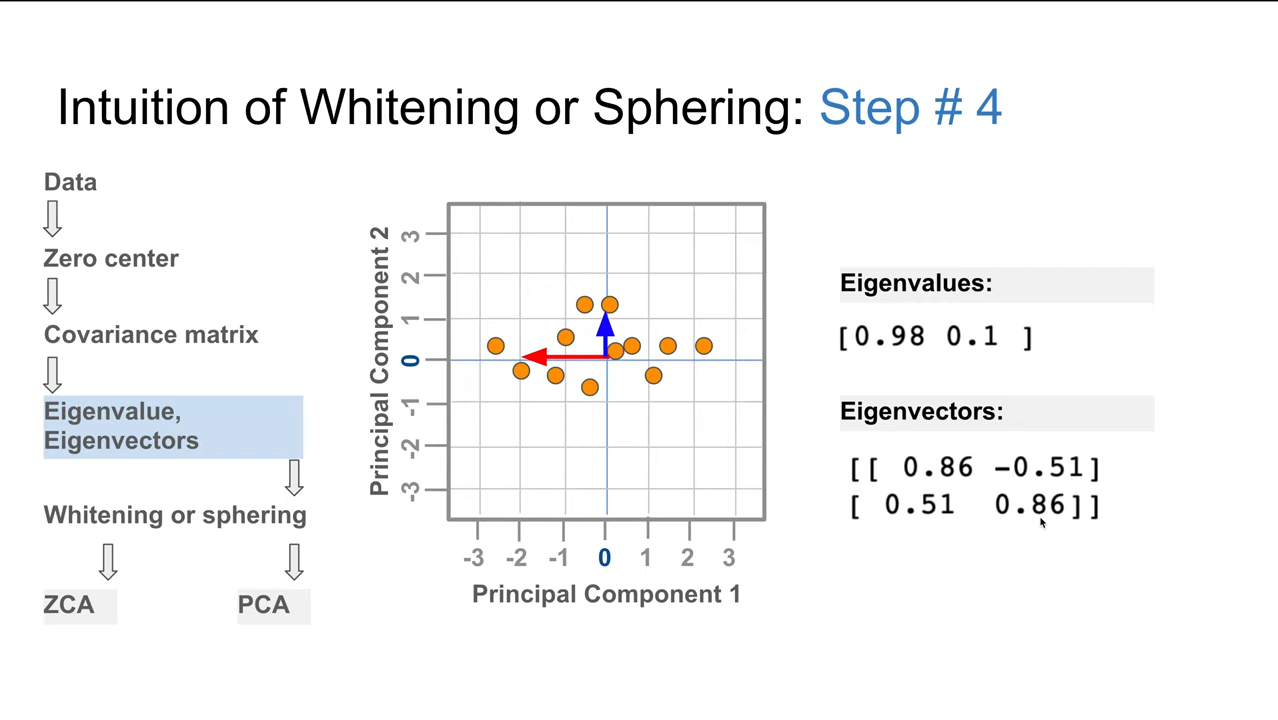 Intuition of Whitening or Sphering: Step # 4
Data
Zero center
Covariance matrix
Eigenvalue,
Eigenvectors
Whitening or sphering
ZCA
PCA
Principal Component 2
3
2
1
0
-1
-2
-3
-3
-2
-1
0
1
2
3
Principal Component 1
Eigenvalues:
[0.98 0.1 ]
Eigenvectors:
[[ 0.86 -0.51]
[ 0.51 0.86]]